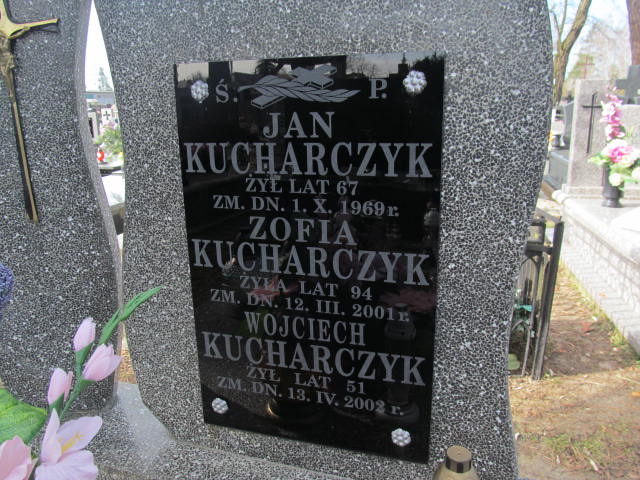 Ś. P.
JAN
KUCHARCZYK
ŻYŁ LAT 67
ZM. DN. 1. X. 1969 r.
ZOFIA
KUCHARCZYK
ŻYŁA LAT 94
ZM. DN. 12. III. 2001 r.
WOJCIECH
KUCHARCZYK
ŻYŁ LAT 51
ZM. DN. 13. IV. 2002 r.